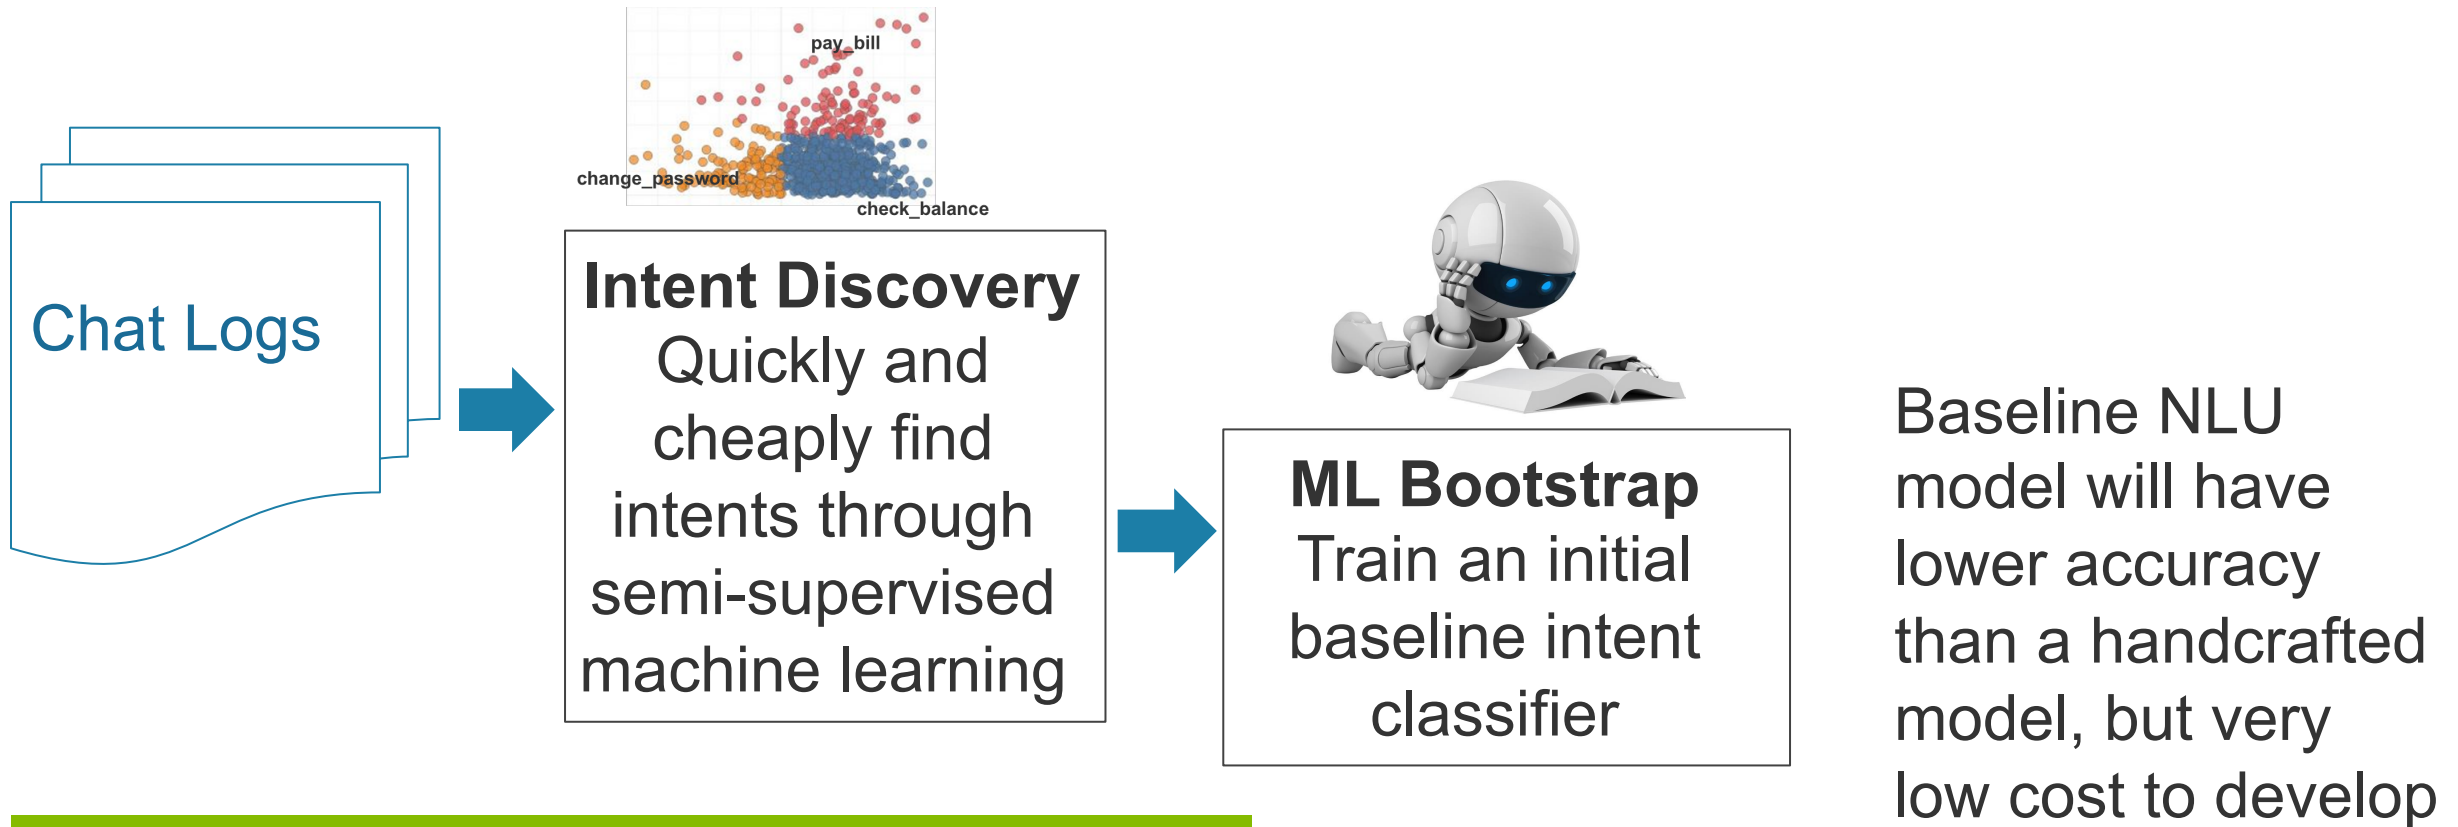 Chat Logs
pay_bill
change_password
check_balance
Intent Discovery
Quickly and
cheaply find
intents through
semi-supervised
machine learning
ML Bootstrap
Train an initial
baseline intent
classifier
Baseline NLU
model will have
lower accuracy
than a handcrafted
model, but very
low cost to develop